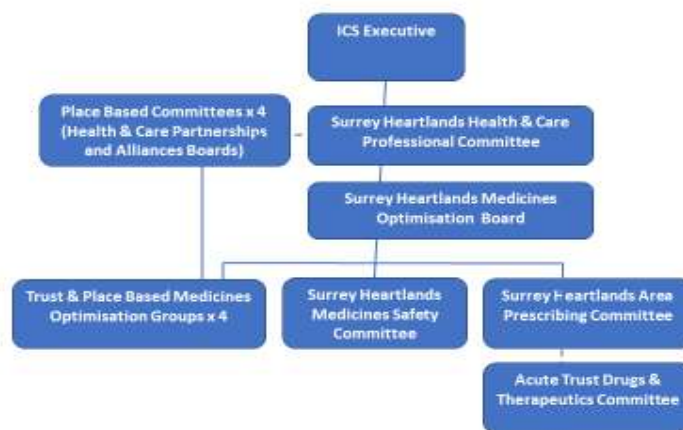 ICS Executive
Place Based Committees x 4
(Health & Care Partnerships
and Alliances Boards)
Surrey Heartlands Health & Care
Professional Committee
Surrey Heartlands Medicines
Optimisation Board
Trust & Place Based Medicines
Optimisation Groups x 4
Surrey Heartlands
Medicines Safety
Committee
Surrey Heartlands Area
Prescribing Committee
Acute Trust Drugs &
Therapeutics Committee